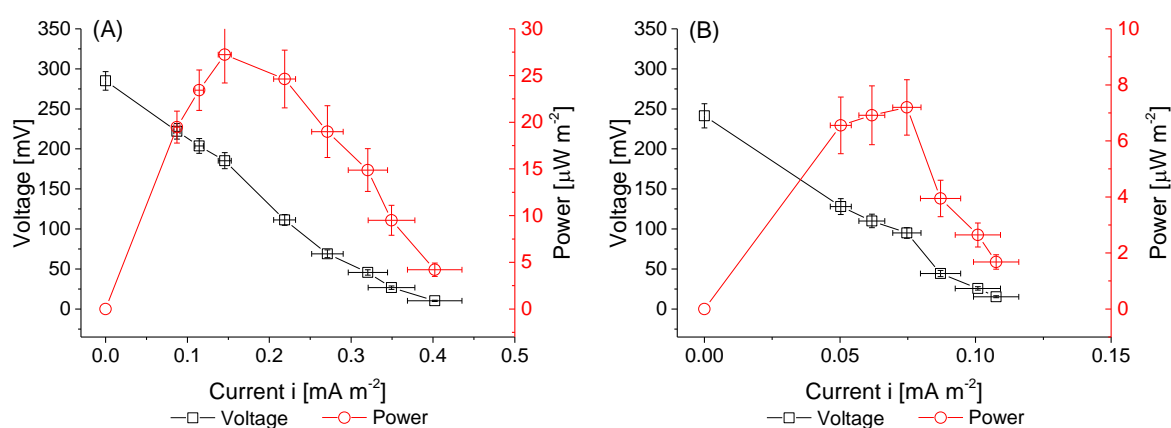 (A)
350
300
250
200
150
100
50
0
Voltage [mV]
30
25
20
15
10
5
0
Power [µW m⁻²]
0.0 0.1 0.2 0.3 0.4 0.5
Current i [mA m⁻²]
Voltage Power
(B)
350
300
250
200
150
100
50
0
Voltage [mV]
10
8
6
4
2
0
Power [µW m⁻²]
0.00 0.05 0.10 0.15
Current i [mA m⁻²]
Voltage Power